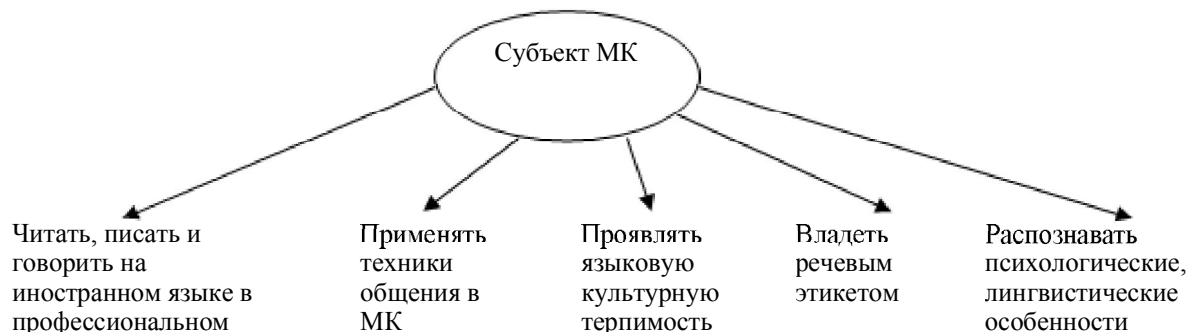 Субъект МК
Читать, писать и
говорить на
иностранном языке в
профессиональном
Применять
техники
общения в
МК
Проявлять
языковую
культурную
терпимость
Владеть
речевым
этикетом
Распознавать
психологические,
лингвистические
особенности